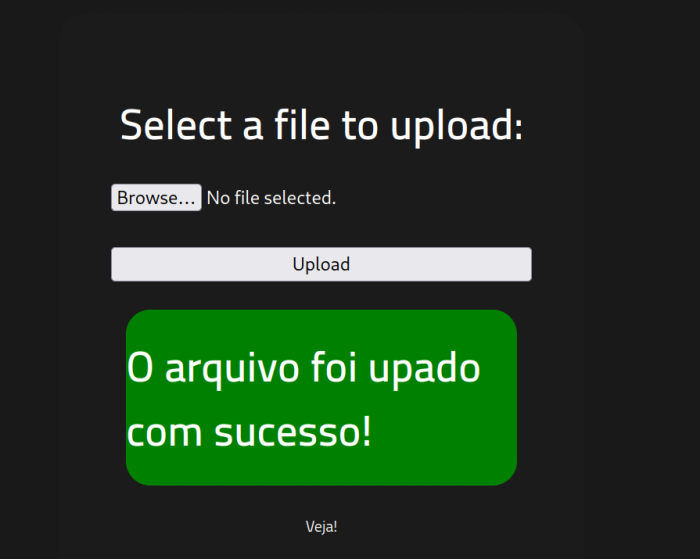 Select a file to upload:
Browse... No file selected.
Upload
O arquivo foi upado
com sucesso!
Veja!